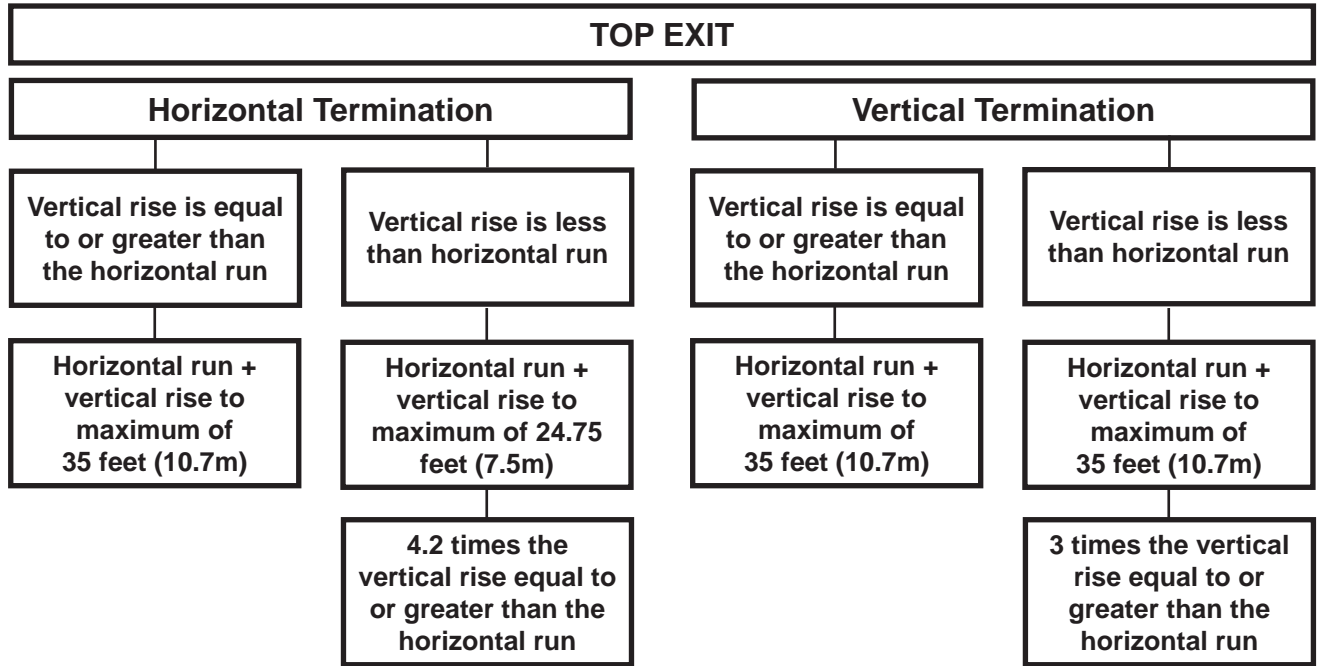 TOP EXIT
Horizontal Termination
Vertical rise is equal
to or greater than
the horizontal run
Horizontal run +
vertical rise to
maximum of
35 feet (10.7m)
Vertical rise is less
than horizontal run
Horizontal run +
vertical rise to
maximum of 24.75
feet (7.5m)
4.2 times the
vertical rise equal to
or greater than the
horizontal run
Vertical Termination
Vertical rise is equal
to or greater than
the horizontal run
Horizontal run +
vertical rise to
maximum of
35 feet (10.7m)
Vertical rise is less
than horizontal run
Horizontal run +
vertical rise to
maximum of
35 feet (10.7m)
3 times the vertical
rise equal to or
greater than the
horizontal run